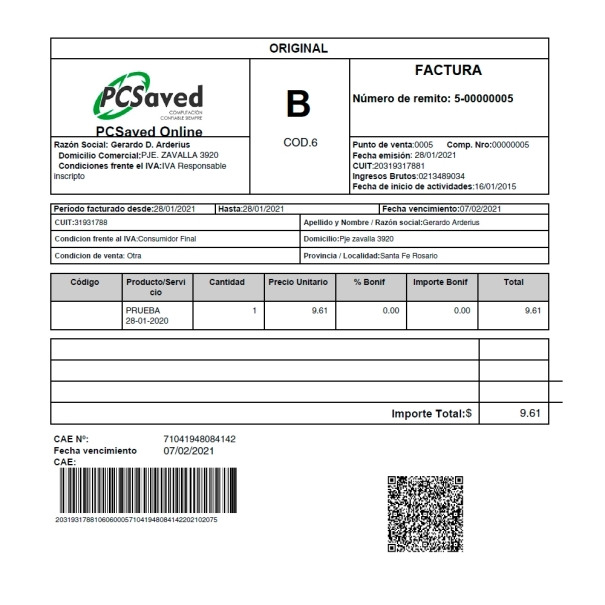 ORIGINAL
PCSaved
COMPUTACIÓN
CONFIABLE SIEMPRE
PCSaved Online
Razón Social: Gerardo D. Arderius
Domicilio Comercial:PJE. ZAVALLA 3920
Condiciones frente el IVA:IVA Responsable
inscripto
B
COD.6
FACTURA
Número de remito: 5-00000005
Punto de venta:0005 Comp. Nro:00000005
Fecha emisión: 28/01/2021
CUIT:20319317881
Ingresos Brutos:0213489034
Fecha de inicio de actividades:16/01/2015
Periodo facturado desde:28/01/2021 Hasta:28/01/2021 Fecha vencimiento:07/02/2021
CUIT:31931788 Apellido y Nombre / Razón social:Gerardo Arderius
Condicion frente al IVA:Consumidor Final Domicilio:Pje zavalla 3920
Condicion de venta: Otra Provincia / Localidad:Santa Fe Rosario
Código Producto/Servi Cantidad Precio Unitario % Bonif Importe Bonif Total
cio
PRUEBA 1 9.61 0.00 0.00 9.61
28-01-2020
Importe Total:$ 9.61
CAE Nº: 71041948084142
Fecha vencimiento 07/02/2021
CAE:
2031931788106060005710419480841422021​02075